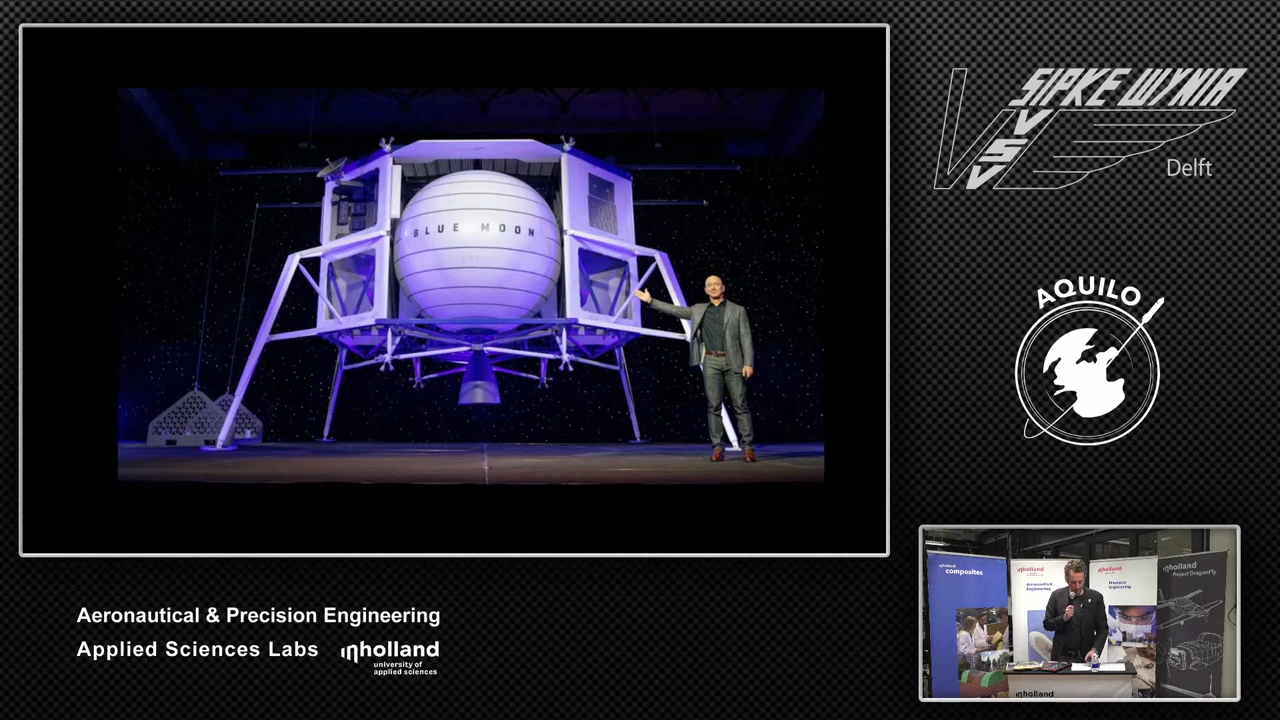 BLUE MOON
SIPKE WYNIA
VSV
Delft
AQUILO
Aeronautical & Precision Engineering
Applied Sciences Labs
inholland
university of
applied sciences
inholland
composites
inholland
Aeronautical
Engineering
inholland
Precision
Engineering
inholland
Project DragonFly
inholland